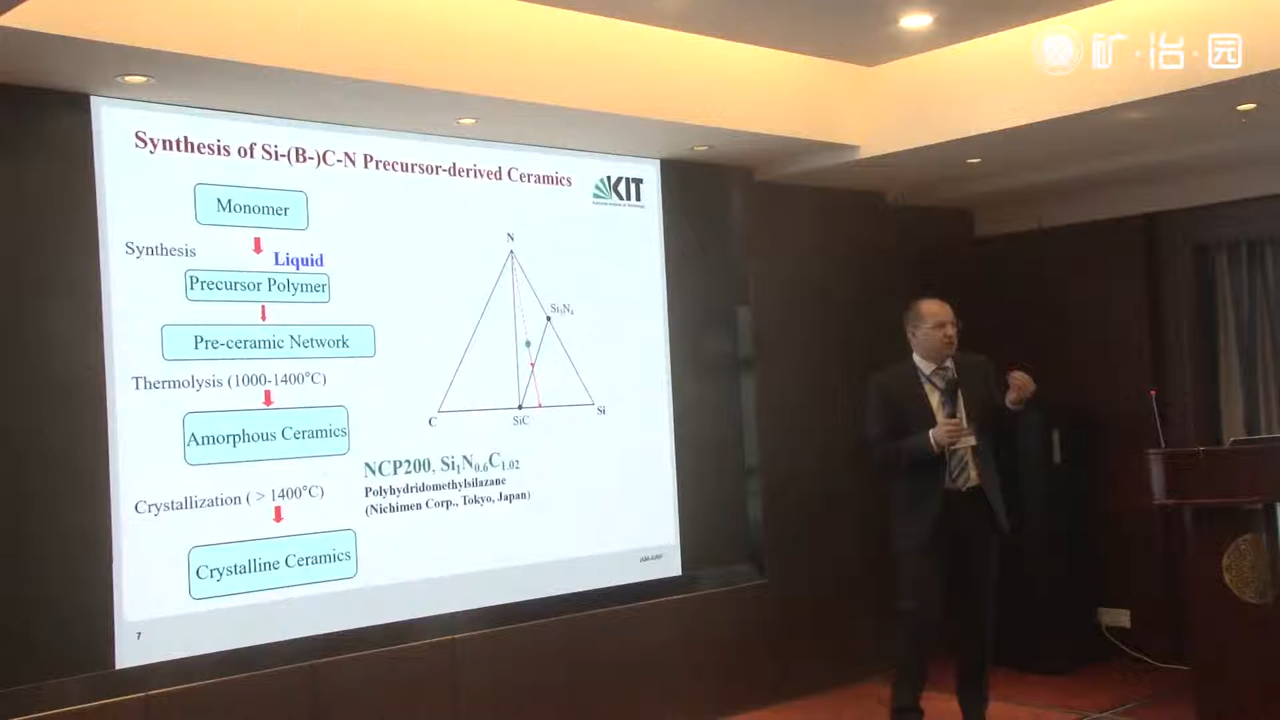 矿·冶·园
Synthesis of Si-(B-)C-N Precursor-derived Ceramics
KIT
Monomer
Synthesis
Liquid
Precursor Polymer
Pre-ceramic Network
Thermolysis (1000-1400°C)
Amorphous Ceramics
Crystallization ( > 1400°C)
Crystalline Ceramics
N
Si₃N₄
C
SiC
Si
NCP200, Si₁N₀.₆C₁.₀₂
Polyhydridomethylsilazane
(Nichimen Corp., Tokyo, Japan)
7